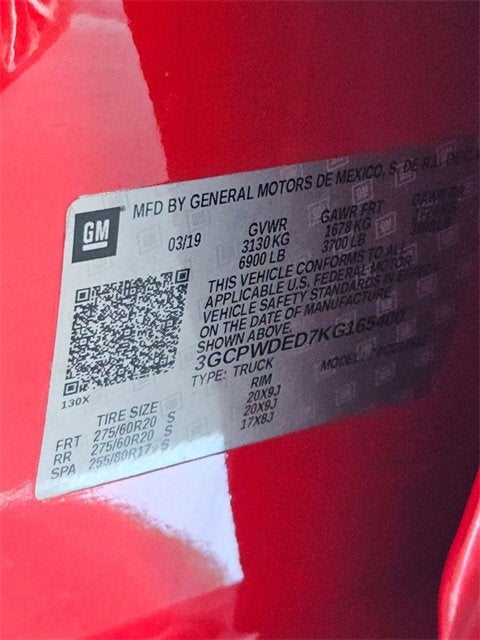 GM
MFD BY GENERAL MOTORS DE MEXICO, S. DE R.L. DE C.
03/19
GVWR GAWR FRT GAWR RR
3130 KG 1678 KG
6900 LB 3700 LB
THIS VEHICLE CONFORMS TO ALL
APPLICABLE U.S. FEDERAL MOTOR
VEHICLE SAFETY STANDARDS IN EFFECT
ON THE DATE OF MANUFACTURE
SHOWN ABOVE.
3GCPWDED7KG165400
TYPE: TRUCK MODEL:
130X
TIRE SIZE RIM
FRT 275/60R20 S 20X9J
RR 275/60R20 S 20X9J
SPA 255/80R17 S 17X8J